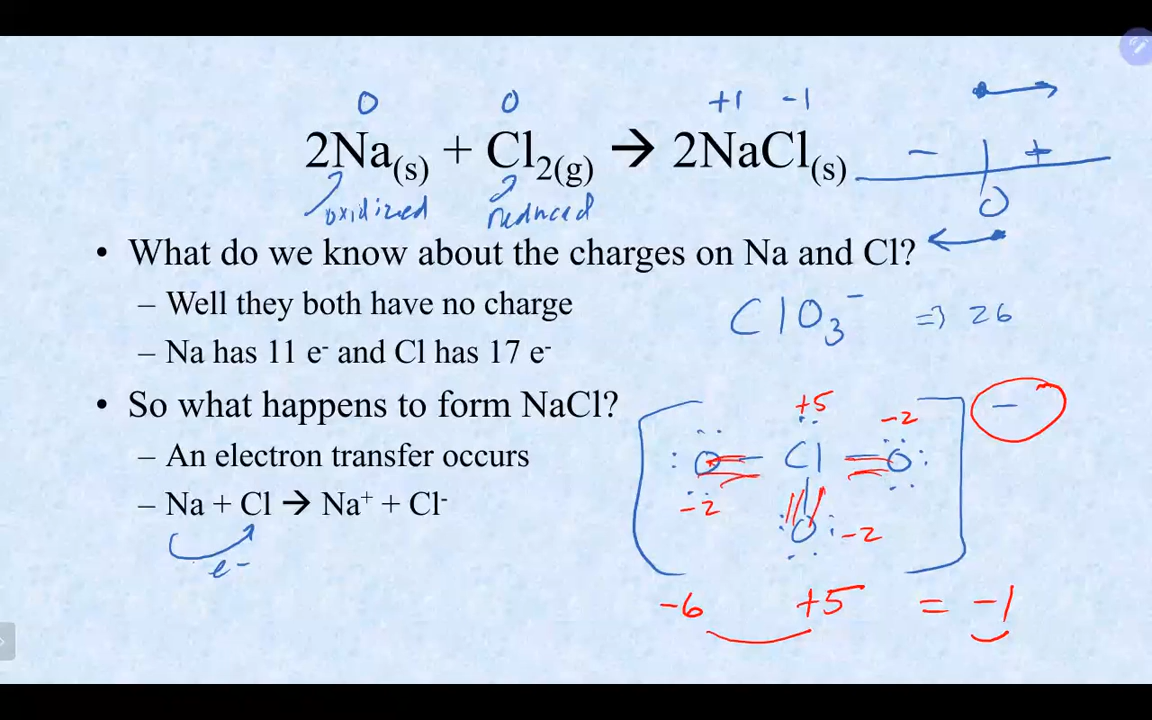 0 0 +1 -1
2Na(s) + Cl2(g) → 2NaCl(s)
- +
0
oxidized reduced
• What do we know about the charges on Na and Cl?
– Well they both have no charge
ClO3- => 26
– Na has 11 e- and Cl has 17 e-
• So what happens to form NaCl?
+5 -2 -
– An electron transfer occurs
O Cl O
– Na + Cl → Na+ + Cl-
-2
O -2
e-
-6 +5 = -1